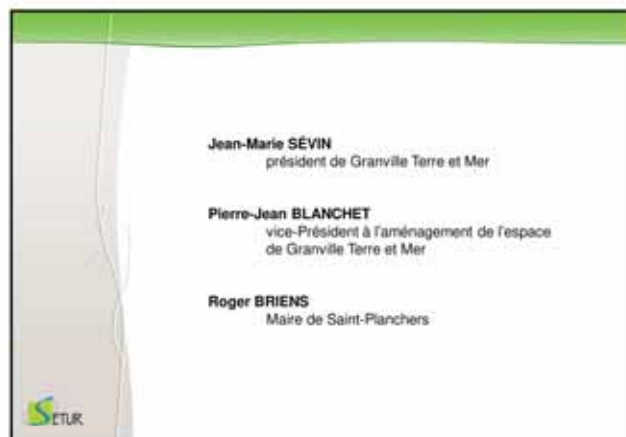 Jean-Marie SÉVIN
président de Granville Terre et Mer
Pierre-Jean BLANCHET
vice-Président à l'aménagement de l'espace
de Granville Terre et Mer
Roger BRIENS
Maire de Saint-Planchers
SETUR